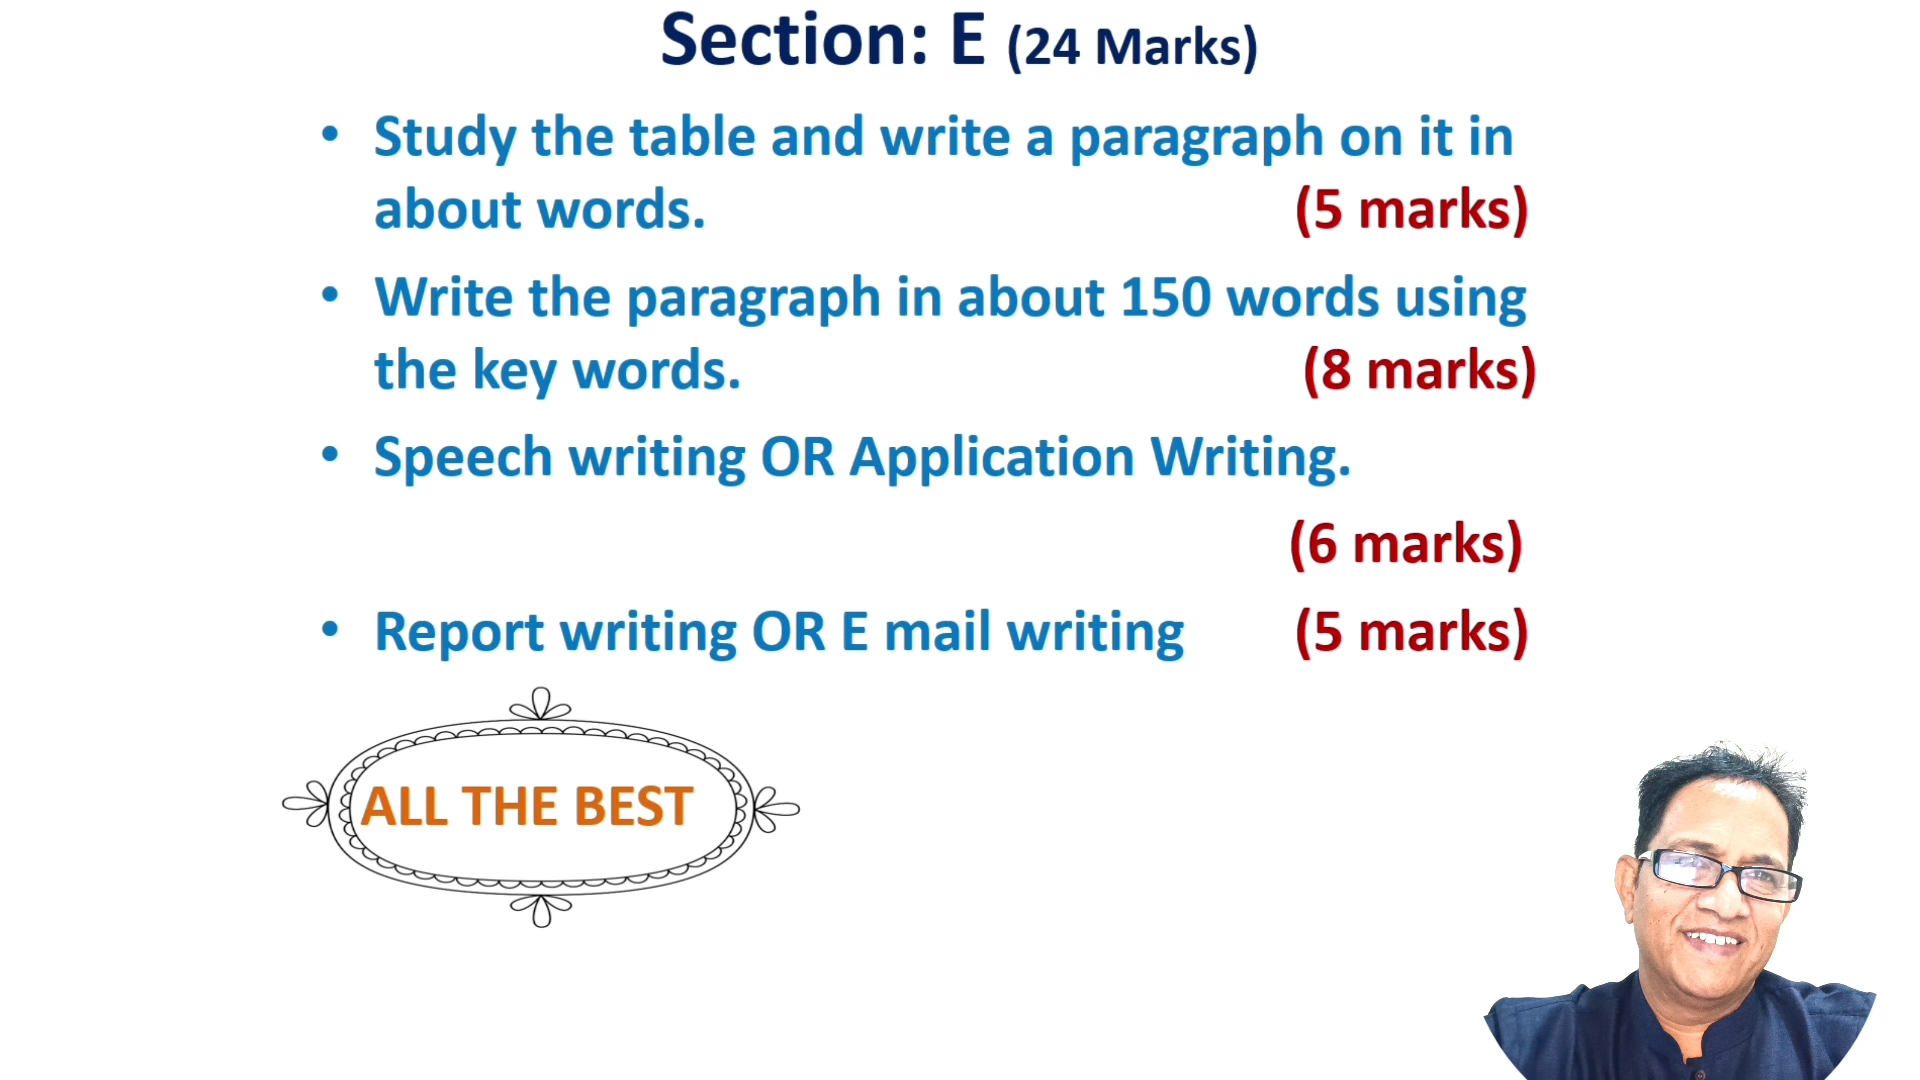 Section: E (24 Marks)
• Study the table and write a paragraph on it in
about words. (5 marks)
• Write the paragraph in about 150 words using
the key words. (8 marks)
• Speech writing OR Application Writing.
(6 marks)
• Report writing OR E mail writing (5 marks)
ALL THE BEST